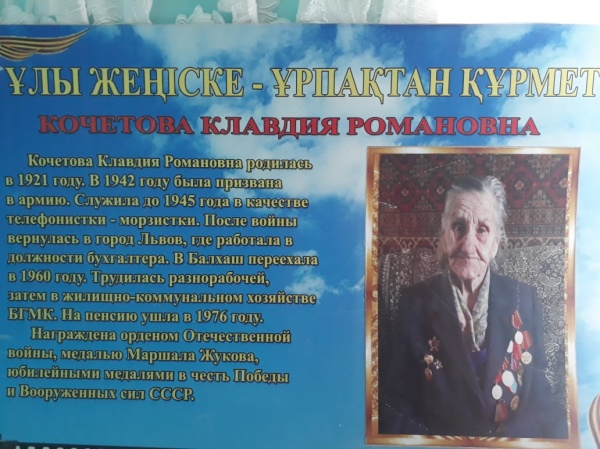 ҰЛЫ ЖЕҢІСКЕ - ҰРПАҚТАН ҚҰРМЕТ
КОЧЕТОВА КЛАВДИЯ РОМАНОВНА
Кочетова Клавдия Романовна родилась
в 1921 году. В 1942 году была призвана
в армию. Служила до 1945 года в качестве
телефонистки - морзистки. После войны
вернулась в город Львов, где работала в
должности бухгалтера. В Балхаш переехала
в 1960 году. Трудилась разнорабочей,
затем в жилищно-коммунальном хозяйстве
БГМК. На пенсию ушла в 1976 году.
Награждена орденом Отечественной
войны, медалью Маршала Жукова,
юбилейными медалями в честь Победы
и Вооруженных сил СССР.